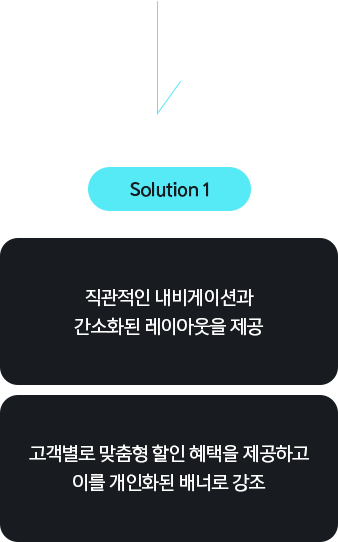 Solution 1
직관적인 내비게이션과
간소화된 레이아웃을 제공
고객별로 맞춤형 할인 혜택을 제공하고
이를 개인화된 배너로 강조